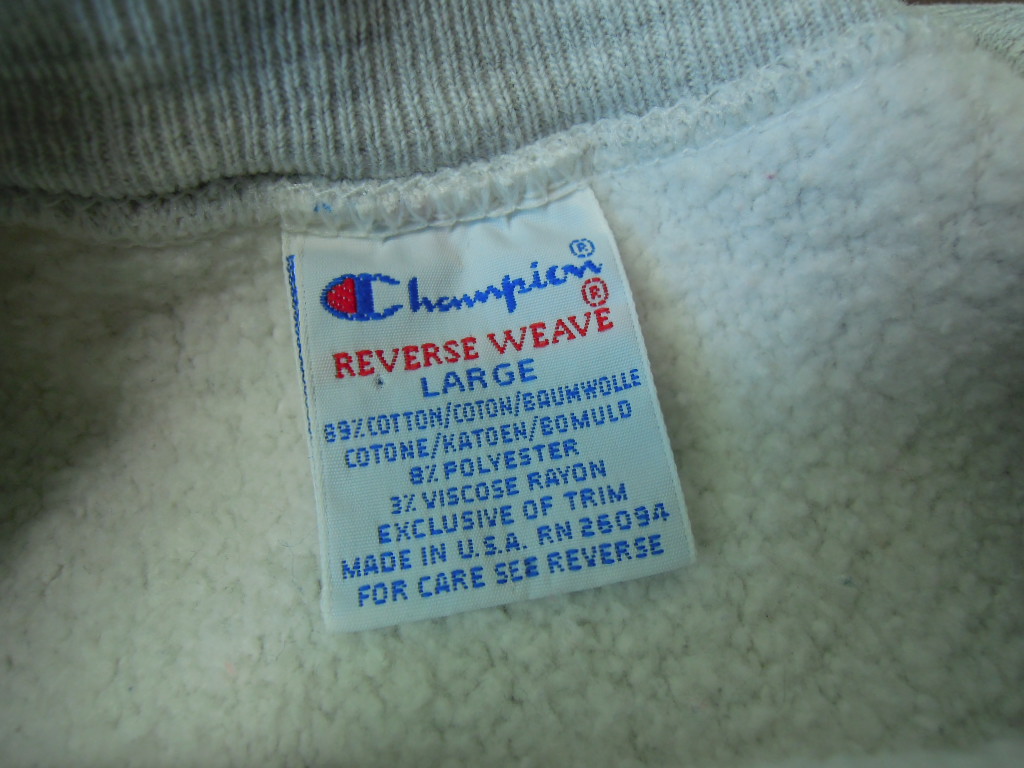 Champion®
REVERSE WEAVE®
LARGE
89% COTTON/COTON/BAUMWOLLE
COTONE/KATOEN/BOMULD
8% POLYESTER
3% VISCOSE RAYON
EXCLUSIVE OF TRIM
MADE IN U.S.A. RN 26094
FOR CARE SEE REVERSE